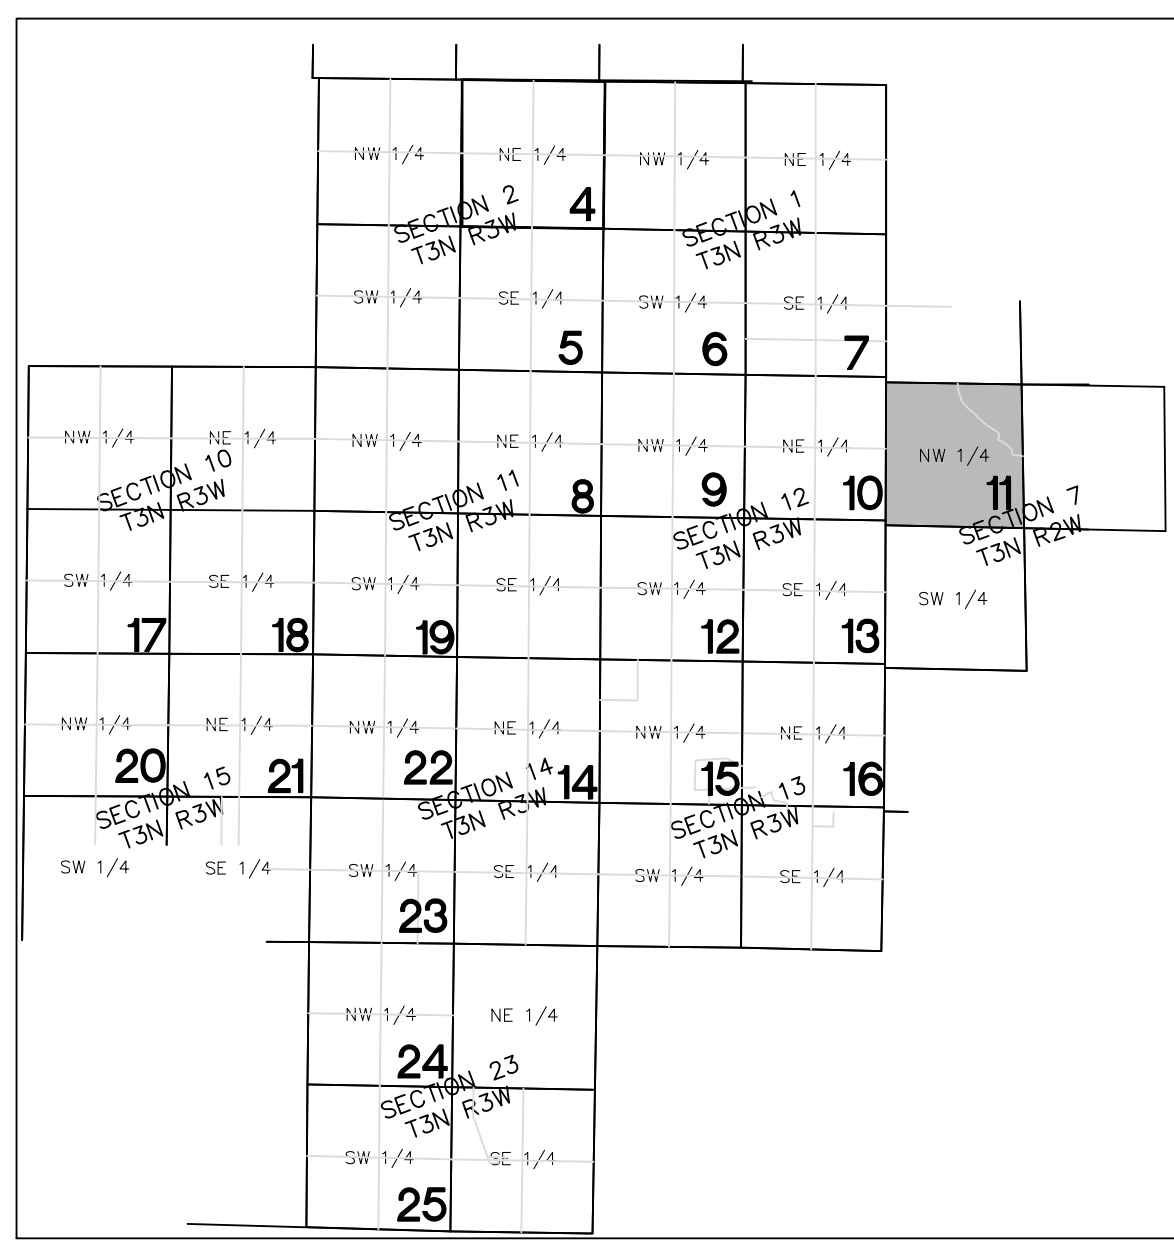 NW 1/4 NE 1/4 NW 1/4 NE 1/4
SECTION 2
T3N R3W
4
SECTION 1
T3N R3W
SW 1/4 SE 1/4 SW 1/4 SE 1/4
5 6 7
NW 1/4 NE 1/4 NW 1/4 NE 1/4 NW 1/4 NE 1/4 NW 1/4
SECTION 10
T3N R3W
SECTION 11
T3N R3W
8 9
SECTION 12
T3N R3W
10 11
SECTION 7
T3N R2W
SW 1/4 SE 1/4 SW 1/4 SE 1/4 SW 1/4 SE 1/4 SW 1/4
17 18 19 12 13
NW 1/4 NE 1/4 NW 1/4 NE 1/4 NW 1/4 NE 1/4
20 21 22 14 15 16
SECTION 15
T3N R3W
SECTION 14
T3N R3W
SECTION 13
T3N R3W
SW 1/4 SE 1/4 SW 1/4 SE 1/4 SW 1/4 SE 1/4
23
NW 1/4 NE 1/4
24
SECTION 23
T3N R3W
SW 1/4 SE 1/4
25